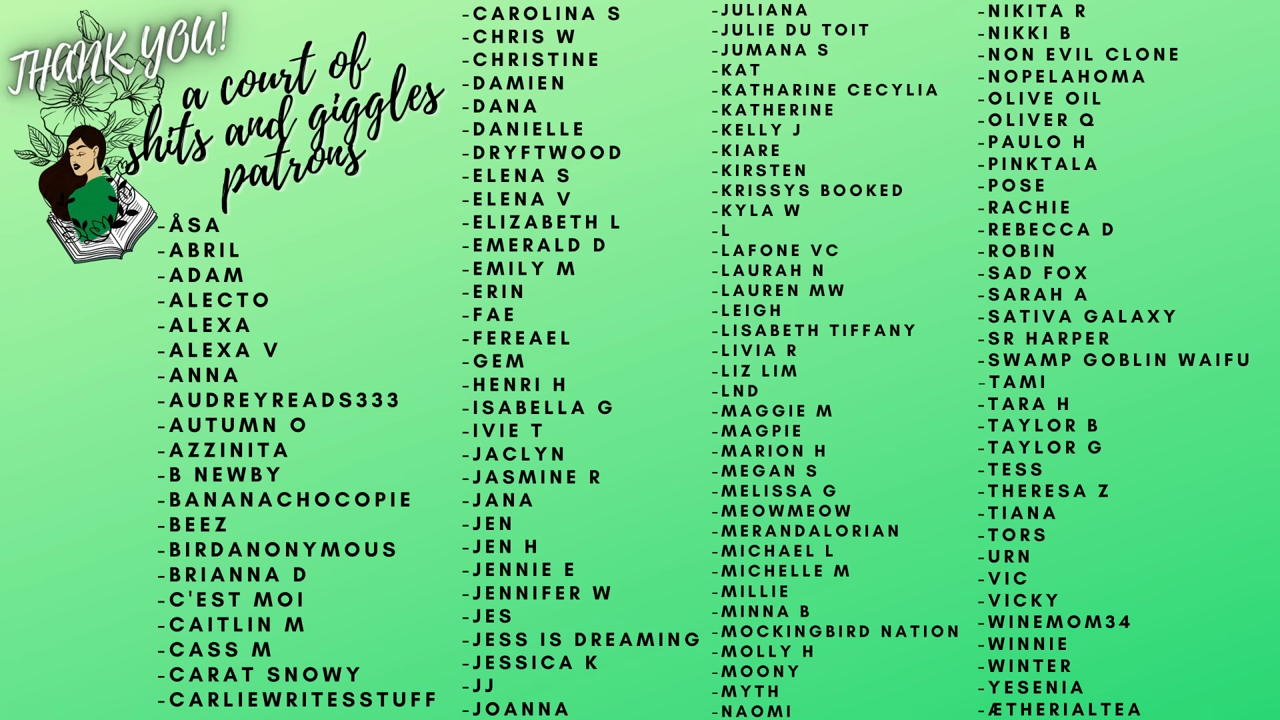 THANK YOU!
a court of
shits and giggles
patrons
-ÅSA
-ABRIL
-ADAM
-ALECTO
-ALEXA
-ALEXA V
-ANNA
-AUDREYREADS333
-AUTUMN O
-AZZINITA
-B NEWBY
-BANANACHOCOPIE
-BEEZ
-BIRDANONYMOUS
-BRIANNA D
-C'EST MOI
-CAITLIN M
-CASS M
-CARAT SNOWY
-CARLIEWRITESSTUFF
-CAROLINA S
-CHRIS W
-CHRISTINE
-DAMIEN
-DANA
-DANIELLE
-DRYFTWOOD
-ELENA S
-ELENA V
-ELIZABETH L
-EMERALD D
-EMILY M
-ERIN
-FAE
-FEREAEL
-GEM
-HENRI H
-ISABELLA G
-IVIE T
-JACLYN
-JASMINE R
-JANA
-JEN
-JEN H
-JENNIE E
-JENNIFER W
-JES
-JESS IS DREAMING
-JESSICA K
-JJ
-JOANNA
-JULIANA
-JULIE DU TOIT
-JUMANA S
-KAT
-KATHARINE CECYLIA
-KATHERINE
-KELLY J
-KIARE
-KIRSTEN
-KRISSYS BOOKED
-KYLA W
-L
-LAFONE VC
-LAURAH N
-LAUREN MW
-LEIGH
-LISABETH TIFFANY
-LIVIA R
-LIZ LIM
-LND
-MAGGIE M
-MAGPIE
-MARION H
-MEGAN S
-MELISSA G
-MEOWMEOW
-MERANDALORIAN
-MICHAEL L
-MICHELLE M
-MILLIE
-MINNA B
-MOCKINGBIRD NATION
-MOLLY H
-MOONY
-MYTH
-NAOMI
-NIKITA R
-NIKKI B
-NON EVIL CLONE
-NOPELAHOMA
-OLIVE OIL
-OLIVER Q
-PAULO H
-PINKTALA
-POSE
-RACHIE
-REBECCA D
-ROBIN
-SAD FOX
-SARAH A
-SATIVA GALAXY
-SR HARPER
-SWAMP GOBLIN WAIFU
-TAMI
-TARA H
-TAYLOR B
-TAYLOR G
-TESS
-THERESA Z
-TIANA
-TORS
-URN
-VIC
-VICKY
-WINEMOM34
-WINNIE
-WINTER
-YESENIA
-ÆTHERIALTEA